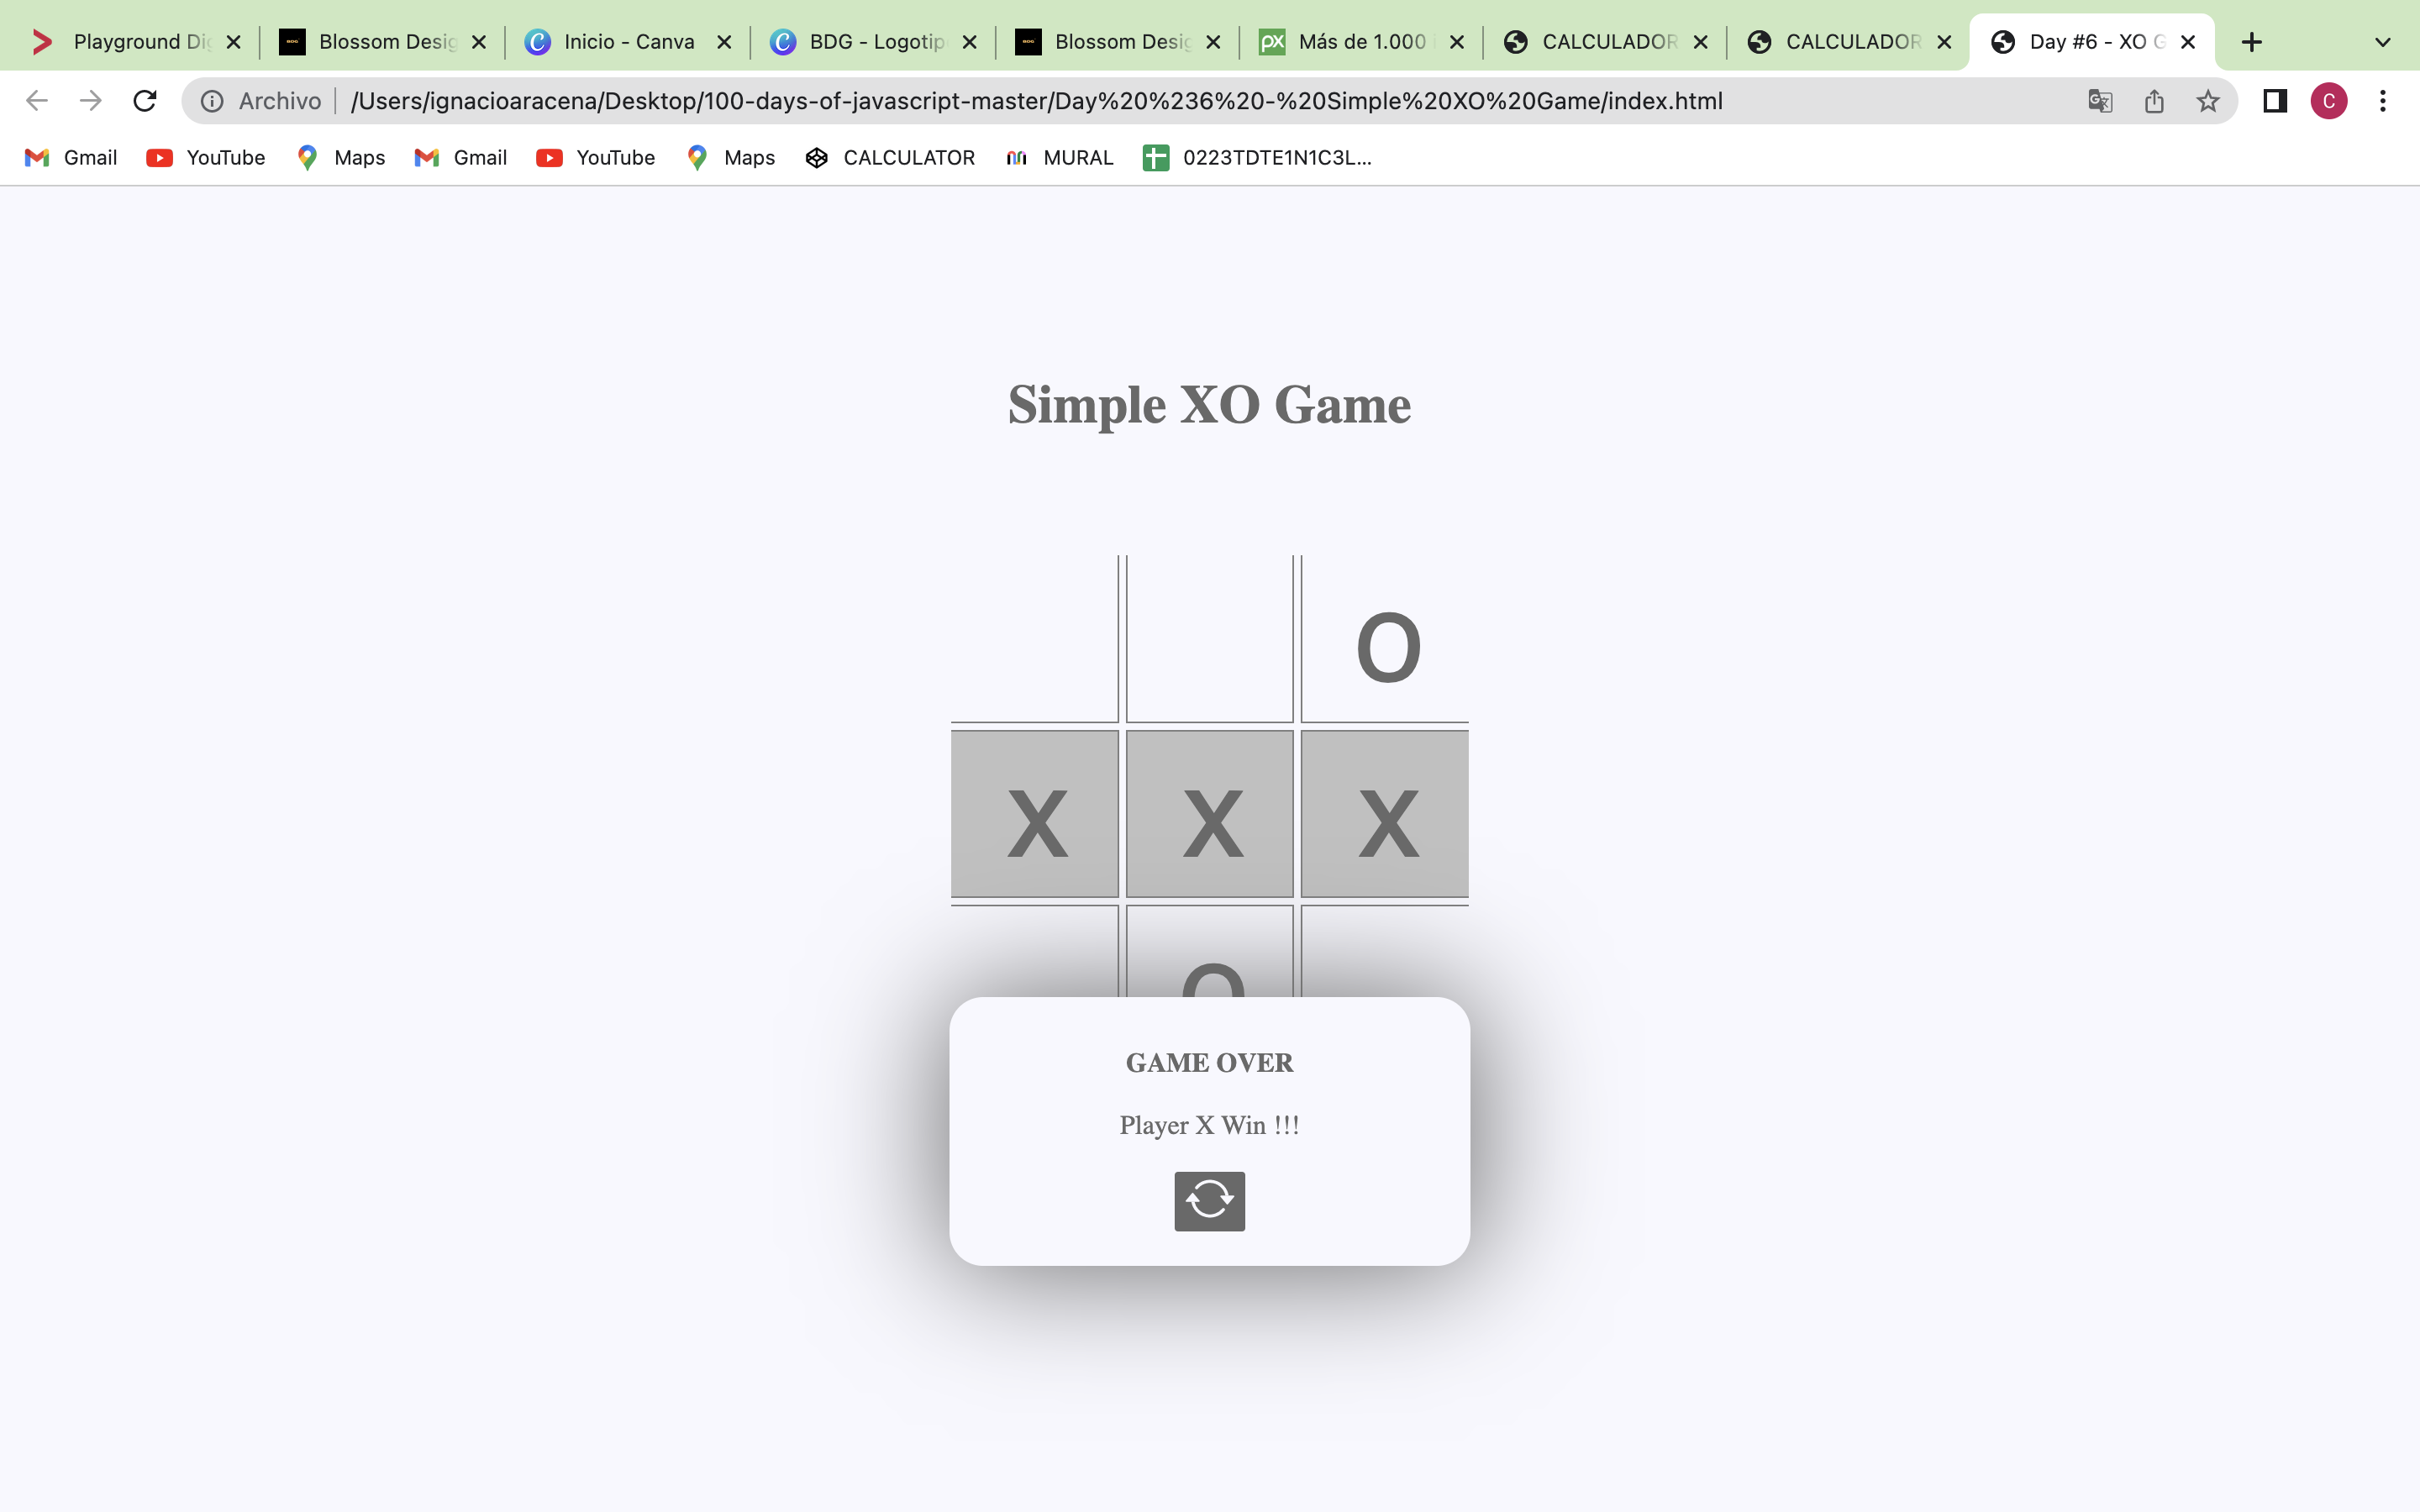 Playground Di
Blossom Desig
Inicio - Canva
BDG - Logotip
Blossom Desig
px
Más de 1.000 i
CALCULADOR
CALCULADOR
Day #6 - XO G
Archivo
/Users/ignacioaracena/Desktop/100-days-of-javascript-master/Day%20%236%20-%20Simple%20XO%20Game/index.html
C
Gmail
YouTube
Maps
Gmail
YouTube
Maps
CALCULATOR
MURAL
0223TDTE1N1C3L...
Simple XO Game
O
X X X
O
GAME OVER
Player X Win !!!